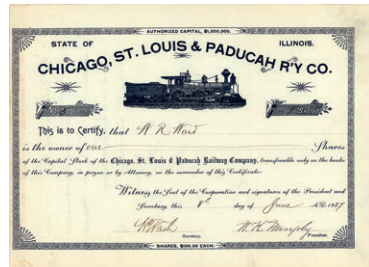 AUTHORIZED CAPITAL, $1,000,000.
STATE OF ILLINOIS.
CHICAGO, ST. LOUIS & PADUCAH R'Y CO.
This is to Certify, that W R Ward
is the owner of one Shares
of the Capital Stock of the Chicago, St. Louis & Paducah Railway Company, transferable only on the books
of this Company, in person or by Attorney, on the surrender of this Certificate.
Witness the Seal of the Corporation and signatures of the President and
Secretary, this 8th day of June A.D. 1887
W. K. Murphy
Secretary. President.
SHARES, $100.00 EACH.